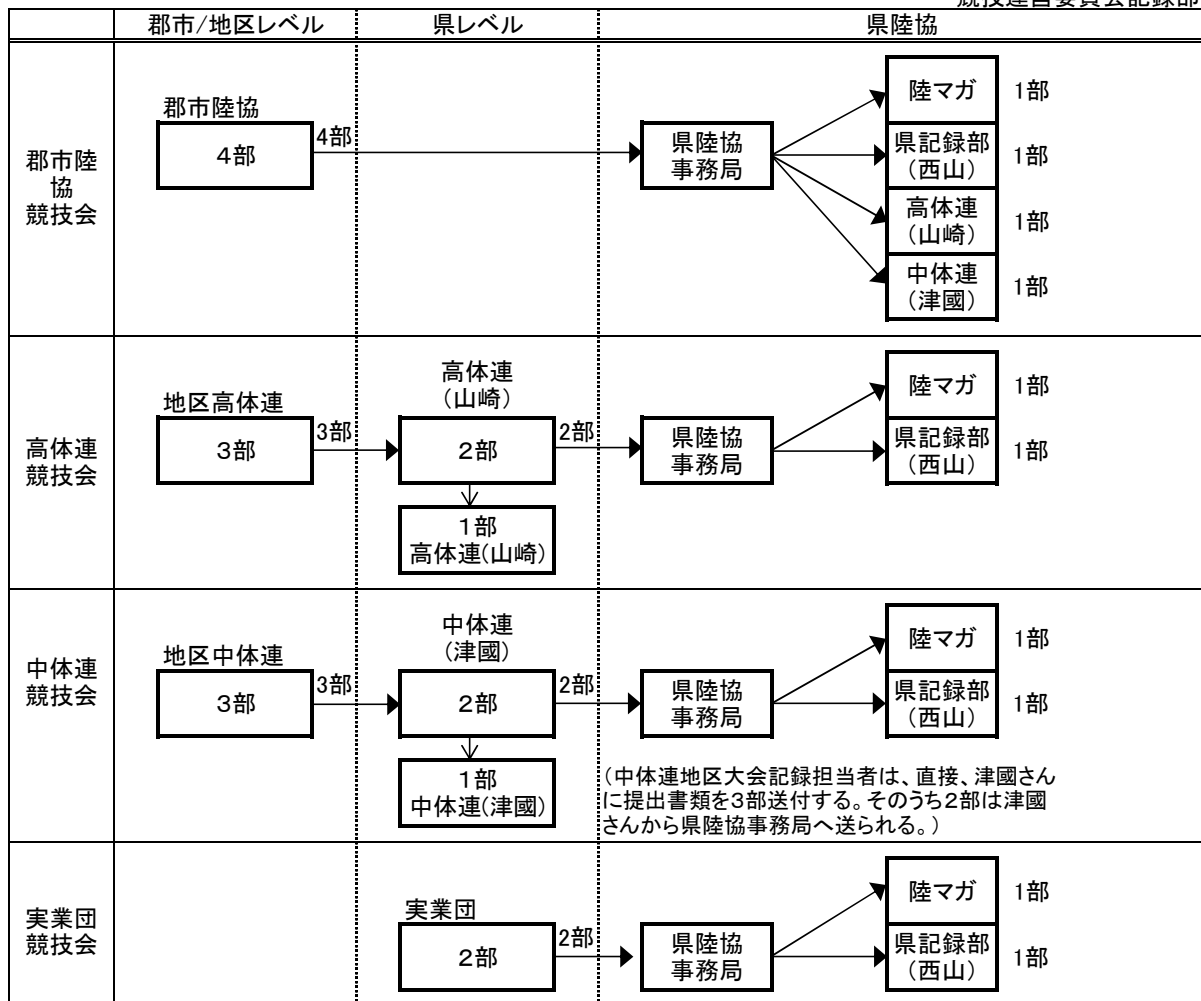 競技運営委員会記録部
郡市/地区レベル
県レベル
県陸協
郡市陸
協
競技会
郡市陸協
4部
4部
県陸協
事務局
陸マガ
1部
県記録部
(西山)
1部
高体連
(山崎)
1部
中体連
(津國)
1部
高体連
競技会
地区高体連
3部
3部
高体連
(山崎)
2部
2部
1部
高体連(山崎)
県陸協
事務局
陸マガ
1部
県記録部
(西山)
1部
中体連
競技会
地区中体連
3部
3部
中体連
(津國)
2部
2部
1部
中体連(津國)
県陸協
事務局
陸マガ
1部
県記録部
(西山)
1部
(中体連地区大会記録担当者は、直接、津國さん
に提出書類を3部送付する。そのうち2部は津國
さんから県陸協事務局へ送られる。)
実業団
競技会
実業団
2部
2部
県陸協
事務局
陸マガ
1部
県記録部
(西山)
1部